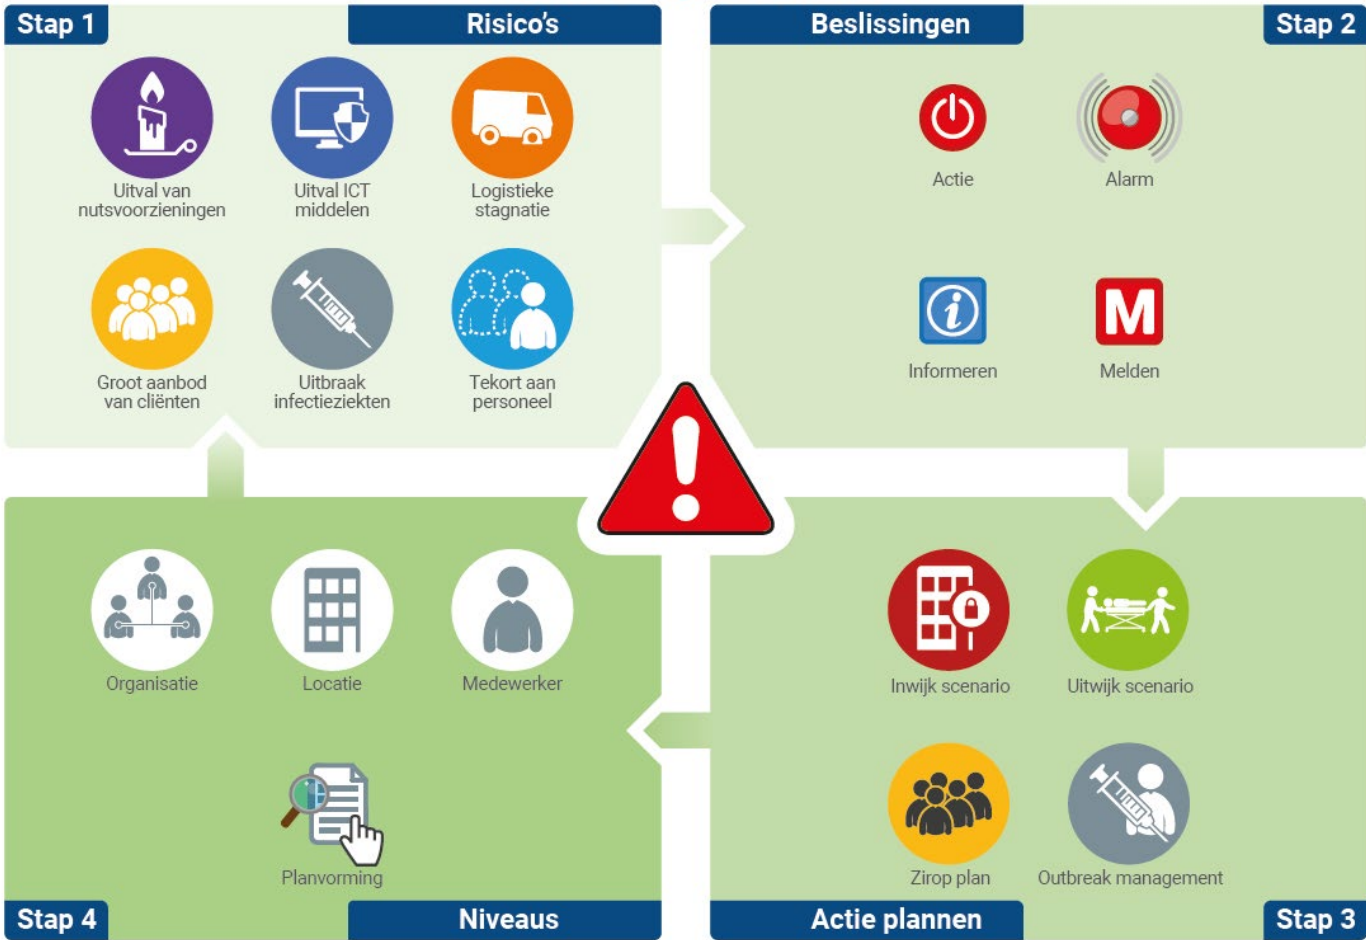 Stap 1
Risico's
Uitval van
nutsvoorzieningen
Uitval ICT
middelen
Logistieke
stagnatie
Groot aanbod
van cliënten
Uitbraak
infectieziekten
Tekort aan
personeel
Beslissingen
Stap 2
Actie
Alarm
Informeren
M
Melden
Inwijk scenario
Uitwijk scenario
Zirop plan
Outbreak management
Actie plannen
Stap 3
Organisatie
Locatie
Medewerker
Planvorming
Stap 4
Niveaus